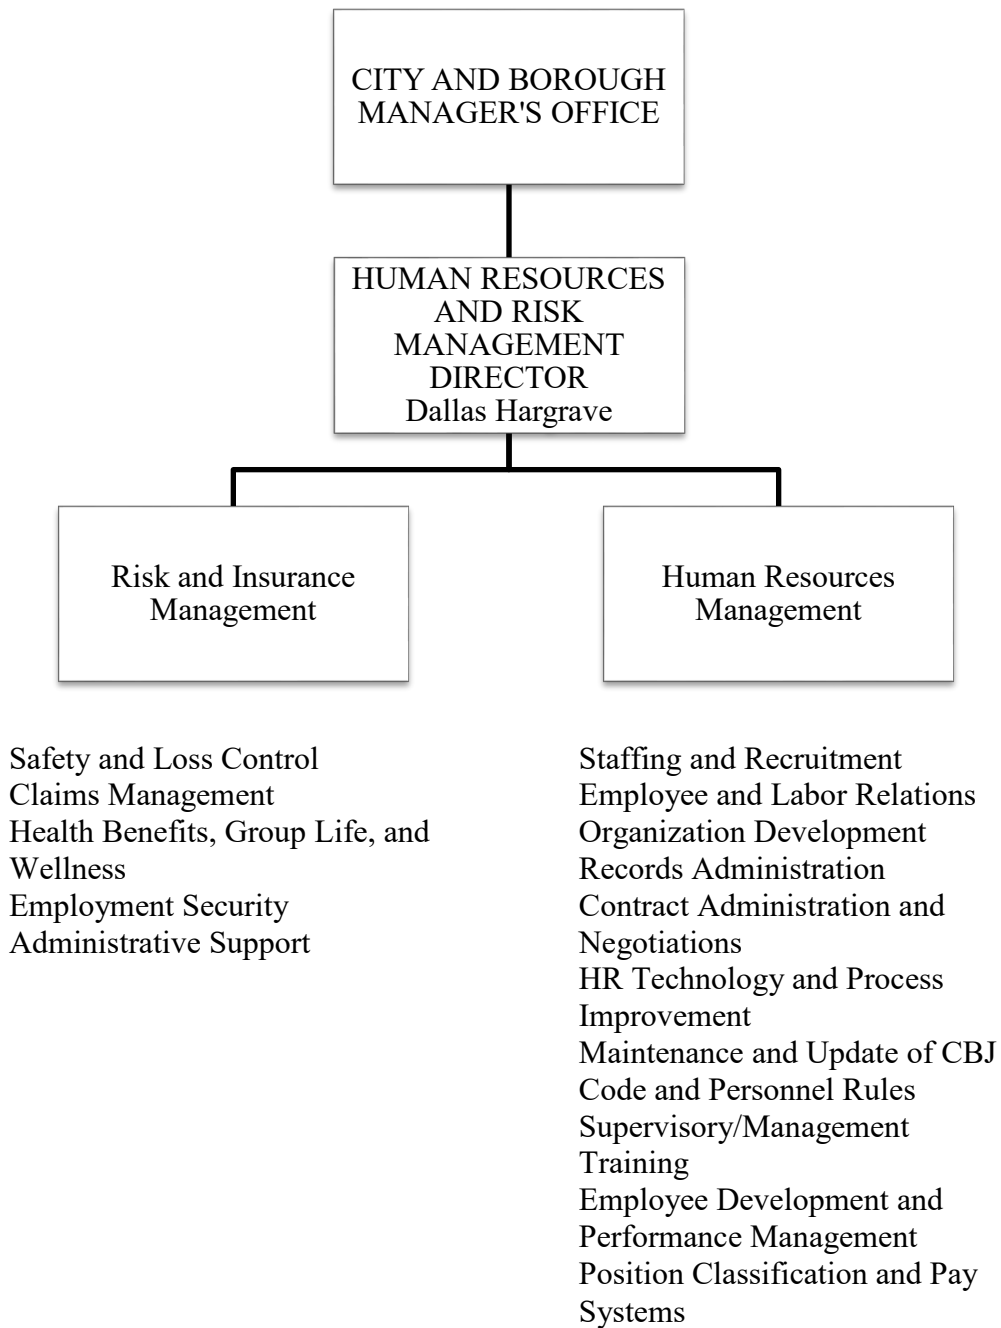 CITY AND BOROUGH
MANAGER'S OFFICE
HUMAN RESOURCES
AND RISK
MANAGEMENT
DIRECTOR
Dallas Hargrave
Risk and Insurance
Management
Human Resources
Management
Safety and Loss Control
Claims Management
Health Benefits, Group Life, and
Wellness
Employment Security
Administrative Support
Staffing and Recruitment
Employee and Labor Relations
Organization Development
Records Administration
Contract Administration and
Negotiations
HR Technology and Process
Improvement
Maintenance and Update of CBJ
Code and Personnel Rules
Supervisory/Management
Training
Employee Development and
Performance Management
Position Classification and Pay
Systems